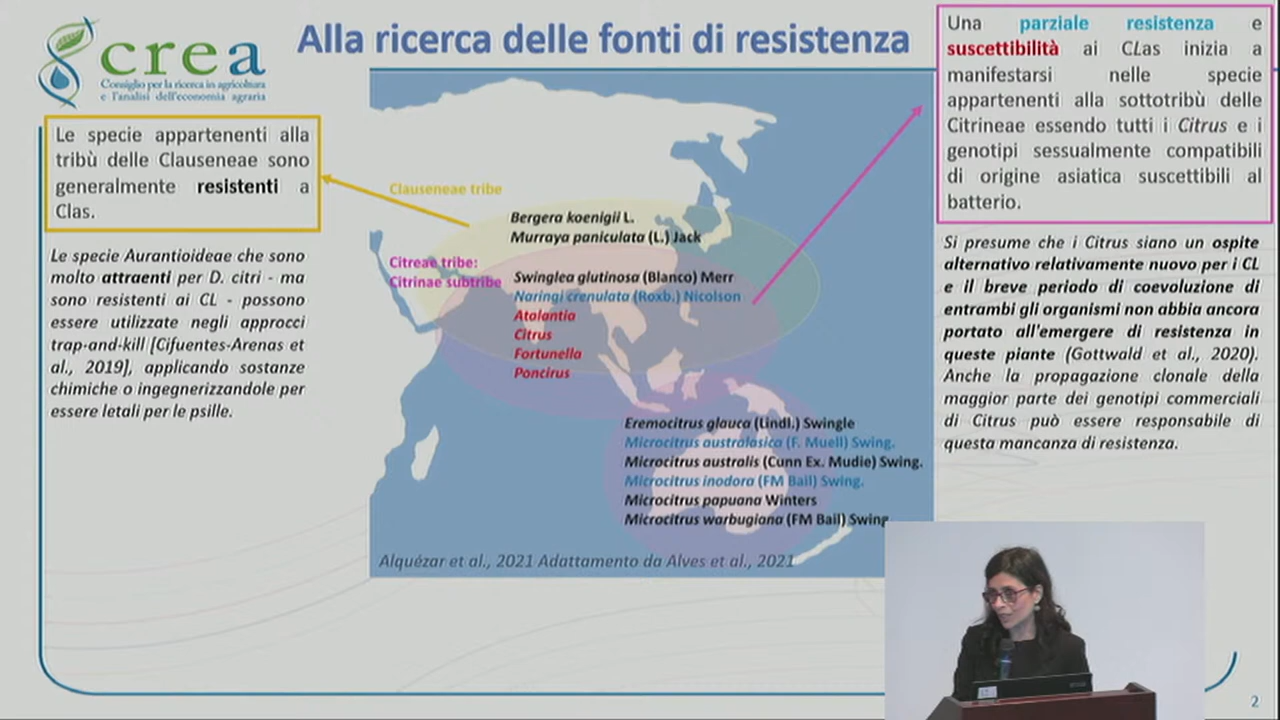 crea
Consiglio per la ricerca in agricoltura
e l'analisi dell'economia agraria
Alla ricerca delle fonti di resistenza
Le specie appartenenti alla
tribù delle Clauseneae sono
generalmente resistenti a
Clas.
Le specie Aurantioideae che sono
molto attraenti per D. citri - ma
sono resistenti ai CL - possono
essere utilizzate negli approcci
trap-and-kill [Cifuentes-Arenas et
al., 2019], applicando sostanze
chimiche o ingegnerizzandole per
essere letali per le psille.
Clauseneae tribe
Bergera koenigii L.
Murraya paniculata (L.) Jack
Citreae tribe:
Citrinae subtribe
Swinglea glutinosa (Blanco) Merr
Naringi crenulata (Roxb.) Nicolson
Atalantia
Citrus
Fortunella
Poncirus
Eremocitrus glauca (Lindl.) Swingle
Microcitrus australasica (F. Muell) Swing.
Microcitrus australis (Cunn Ex. Mudie) Swing.
Microcitrus inodora (FM Bail) Swing.
Microcitrus papuana Winters
Microcitrus warbugiana (FM Bail) Swing
Alquézar et al., 2021 Adattamento da Alves et al., 2021
Una parziale resistenza e
suscettibilità ai CLas inizia a
manifestarsi nelle specie
appartenenti alla sottotribù delle
Citrineae essendo tutti i Citrus e i
genotipi sessualmente compatibili
di origine asiatica suscettibili al
batterio.
Si presume che i Citrus siano un ospite
alternativo relativamente nuovo per i CL
e il breve periodo di coevoluzione di
entrambi gli organismi non abbia ancora
portato all'emergere di resistenza in
queste piante (Gottwald et al., 2020).
Anche la propagazione clonale della
maggior parte dei genotipi commerciali
di Citrus può essere responsabile di
questa mancanza di resistenza.
2